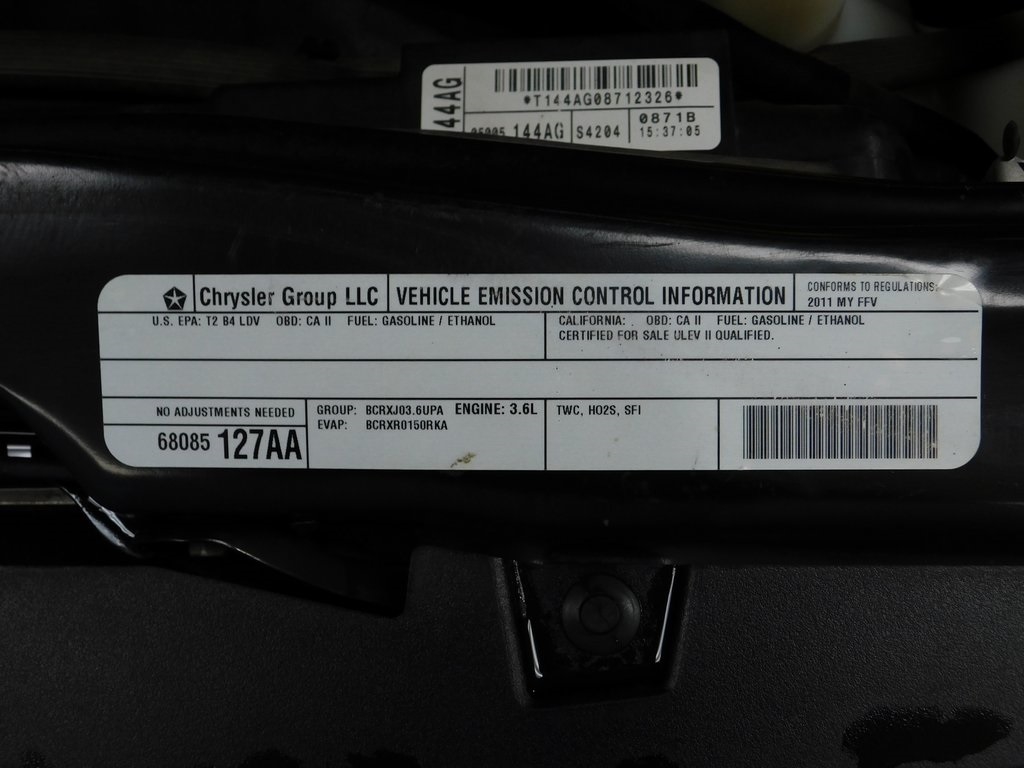 44AG
*T144AG08712326*
144AG S4204 0871B
15:37:05
Chrysler Group LLC VEHICLE EMISSION CONTROL INFORMATION CONFORMS TO REGULATIONS:
2011 MY FFV
U.S. EPA: T2 B4 LDV OBD: CA II FUEL: GASOLINE / ETHANOL
CALIFORNIA: OBD: CA II FUEL: GASOLINE / ETHANOL
CERTIFIED FOR SALE ULEV II QUALIFIED.
NO ADJUSTMENTS NEEDED
68085 127AA
GROUP: BCRXJ03.6UPA ENGINE: 3.6L
EVAP: BCRXR0150RKA
TWC, HO2S, SFI